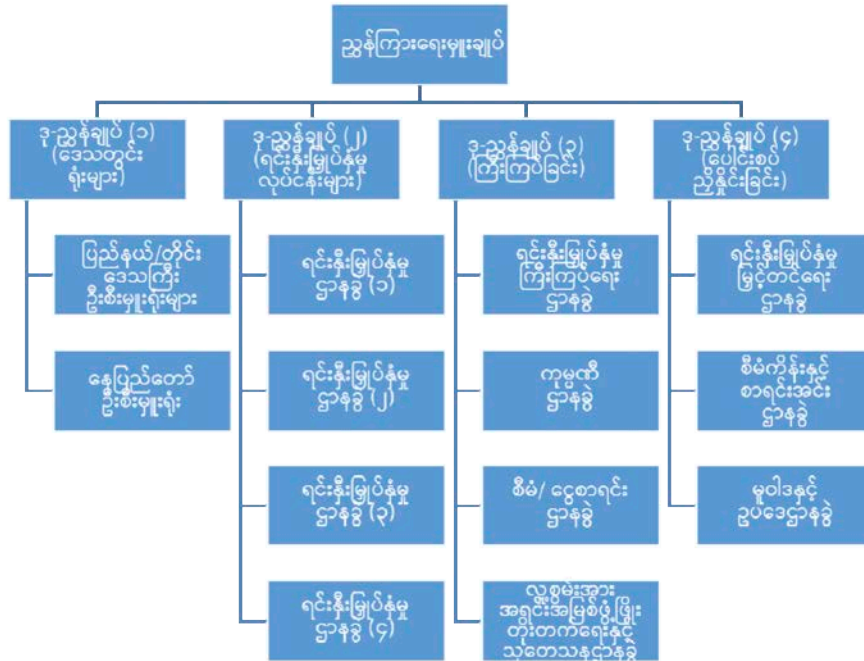 ညွှန်ကြားရေးမှူးချုပ်
ဒု-ညွှန်ချုပ် (၁)
(ဒေသတွင်း
ရုံးများ)
ပြည်နယ်/တိုင်း
ဒေသကြီး
ဦးစီးမှူးရုံးများ
နေပြည်တော်
ဦးစီးမှူးရုံး
ဒု-ညွှန်ချုပ် (၂)
(ရင်းနှီးမြှုပ်နှံမှု
လုပ်ငန်းများ)
ရင်းနှီးမြှုပ်နှံမှု
ဌာနခွဲ (၁)
ရင်းနှီးမြှုပ်နှံမှု
ဌာနခွဲ (၂)
ရင်းနှီးမြှုပ်နှံမှု
ဌာနခွဲ (၃)
ရင်းနှီးမြှုပ်နှံမှု
ဌာနခွဲ (၄)
ဒု-ညွှန်ချုပ် (၃)
(ကြီးကြပ်ခြင်း)
ရင်းနှီးမြှုပ်နှံမှု
ကြီးကြပ်ရေး
ဌာနခွဲ
ကုမ္ပဏီ
ဌာနခွဲ
စီမံ/ ငွေစာရင်း
ဌာနခွဲ
လူ့စွမ်းအား
အရင်းအမြစ်ဖွံ့ဖြိုး
တိုးတက်ရေးနှင့်
သုတေသနဌာနခွဲ
ဒု-ညွှန်ချုပ် (၄)
(ပေါင်းစပ်
ညှိနှိုင်းခြင်း)
ရင်းနှီးမြှုပ်နှံမှု
မြှင့်တင်ရေး
ဌာနခွဲ
စီမံကိန်းနှင့်
စာရင်းအင်း
ဌာနခွဲ
မူဝါဒနှင့်
ဥပဒေဌာနခွဲ